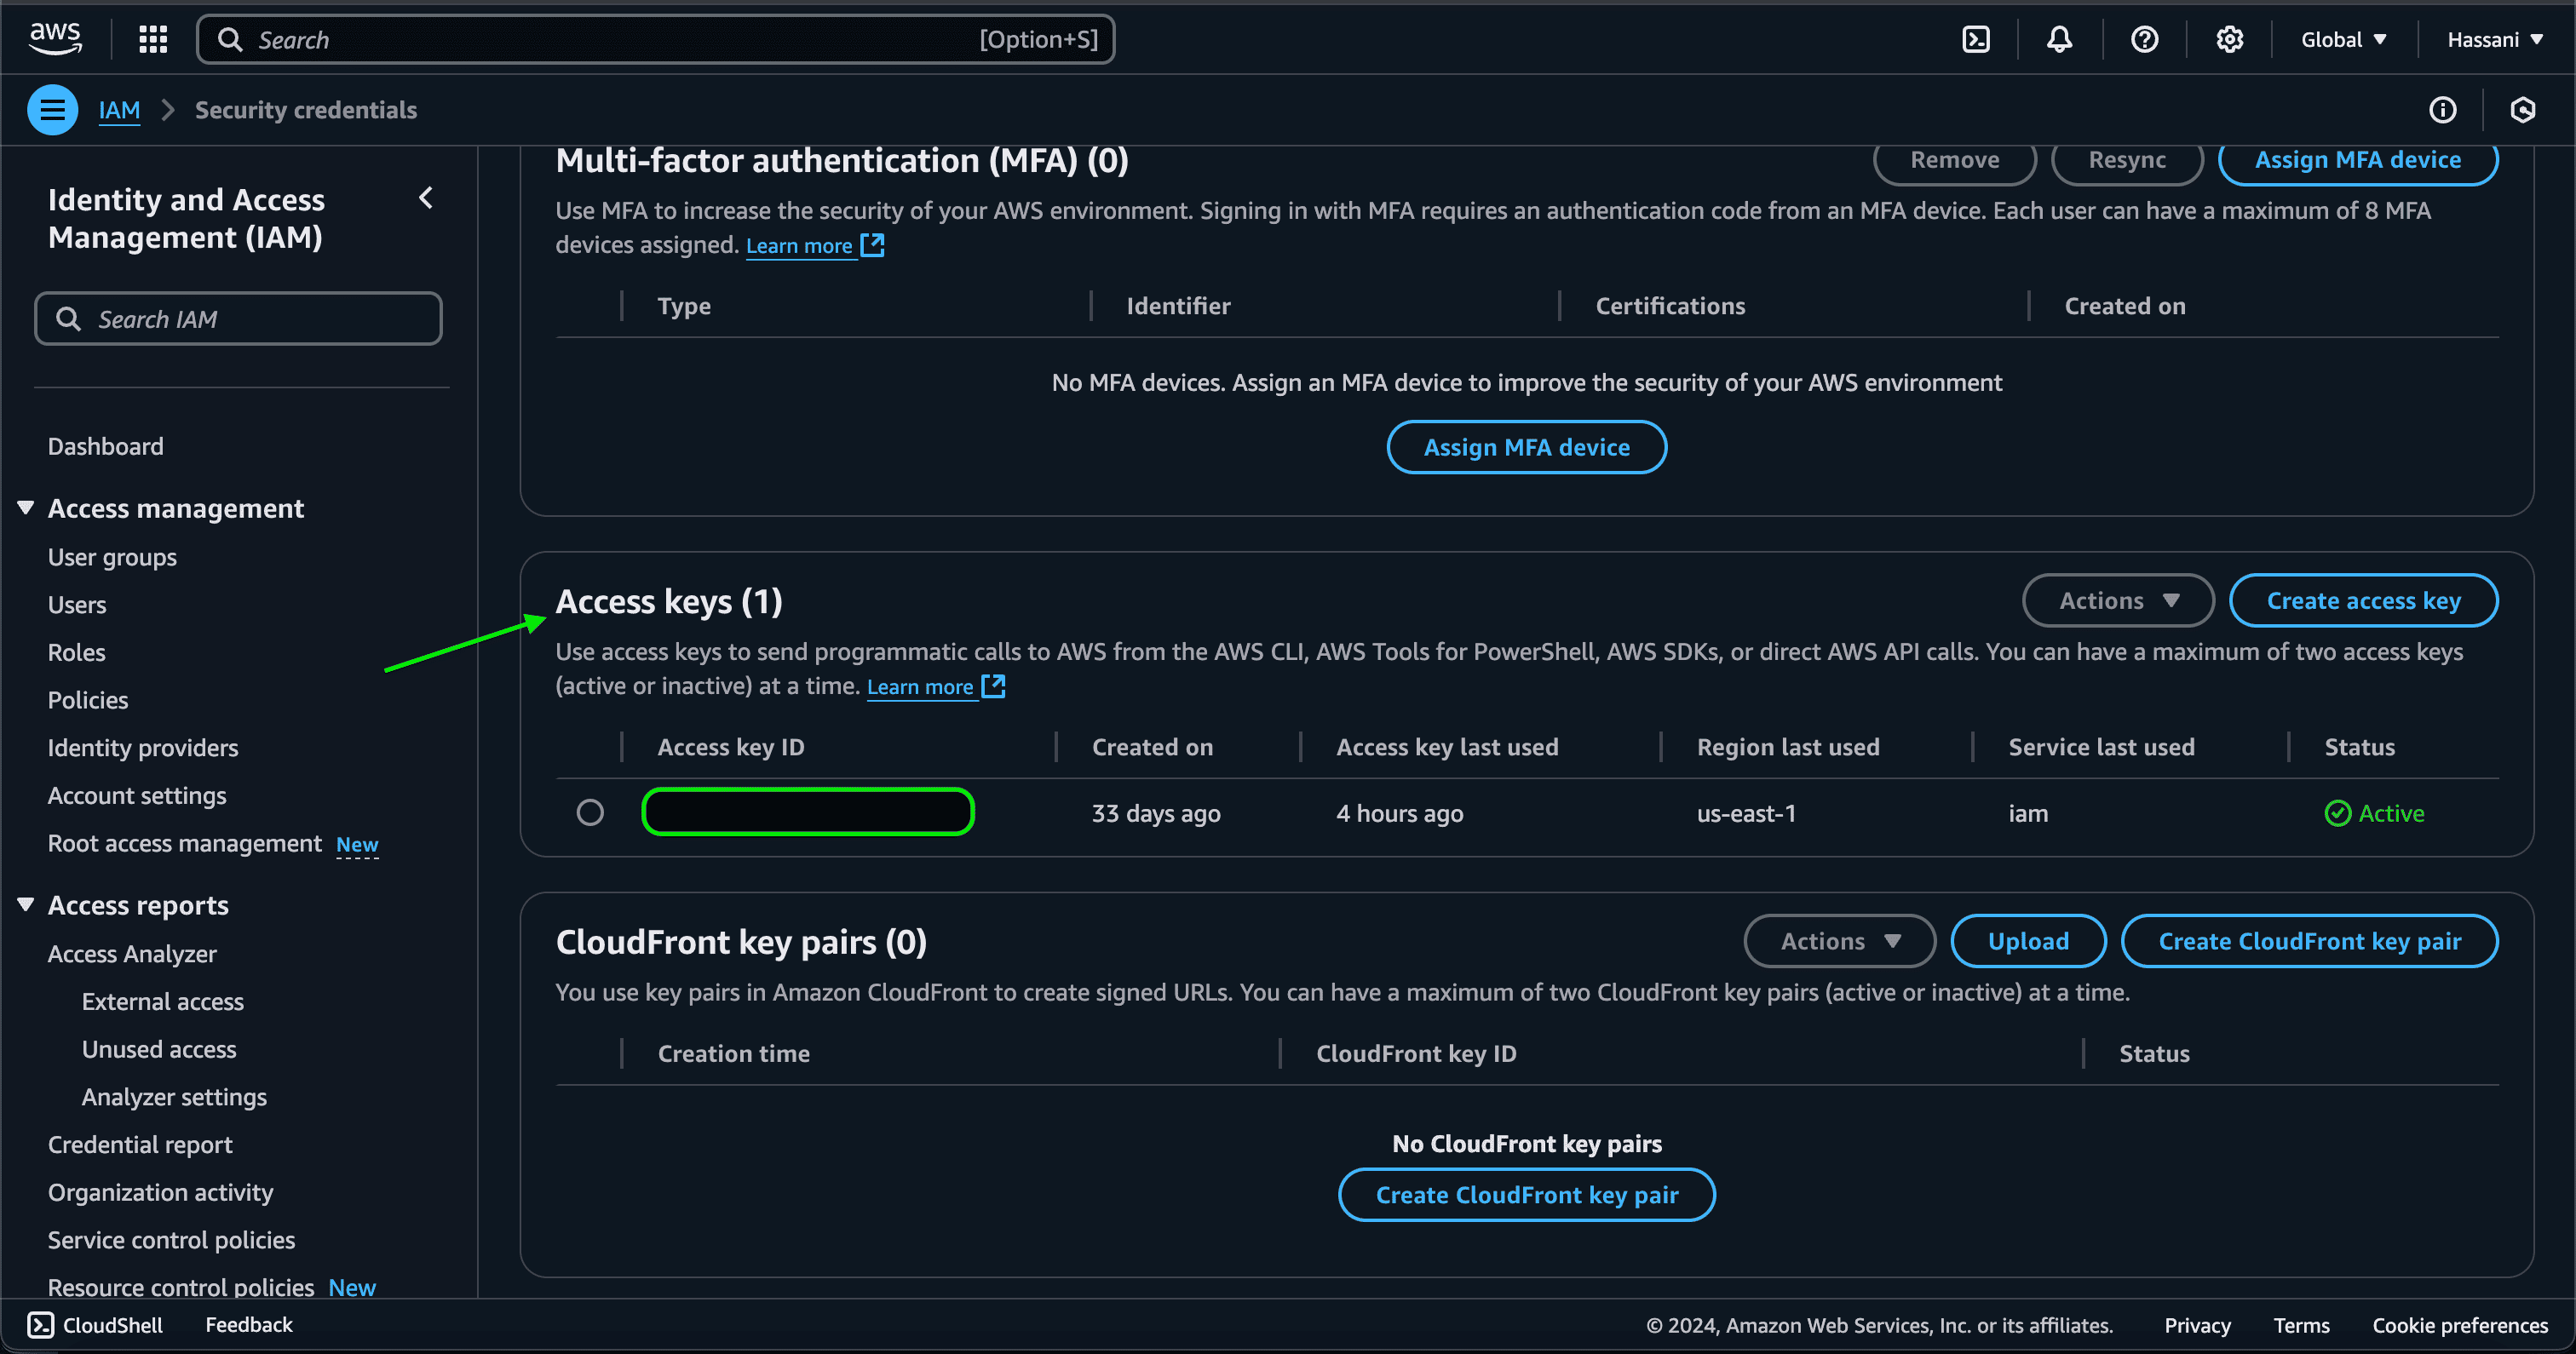 aws
Search
[Option+S]
Global
Hassani
IAM
Security credentials
Identity and Access
Management (IAM)
Search IAM
Dashboard
Access management
User groups
Users
Roles
Policies
Identity providers
Account settings
Root access management New
Access reports
Access Analyzer
External access
Unused access
Analyzer settings
Credential report
Organization activity
Service control policies
Resource control policies New
Multi-factor authentication (MFA) (0)
Remove
Resync
Assign MFA device
Use MFA to increase the security of your AWS environment. Signing in with MFA requires an authentication code from an MFA device. Each user can have a maximum of 8 MFA
devices assigned. Learn more
Type
Identifier
Certifications
Created on
No MFA devices. Assign an MFA device to improve the security of your AWS environment
Assign MFA device
Access keys (1)
Actions
Create access key
Use access keys to send programmatic calls to AWS from the AWS CLI, AWS Tools for PowerShell, AWS SDKs, or direct AWS API calls. You can have a maximum of two access keys
(active or inactive) at a time. Learn more
Access key ID
Created on
Access key last used
Region last used
Service last used
Status
33 days ago
4 hours ago
us-east-1
iam
Active
CloudFront key pairs (0)
Actions
Upload
Create CloudFront key pair
You use key pairs in Amazon CloudFront to create signed URLs. You can have a maximum of two CloudFront key pairs (active or inactive) at a time.
Creation time
CloudFront key ID
Status
No CloudFront key pairs
Create CloudFront key pair
CloudShell
Feedback
© 2024, Amazon Web Services, Inc. or its affiliates.
Privacy
Terms
Cookie preferences